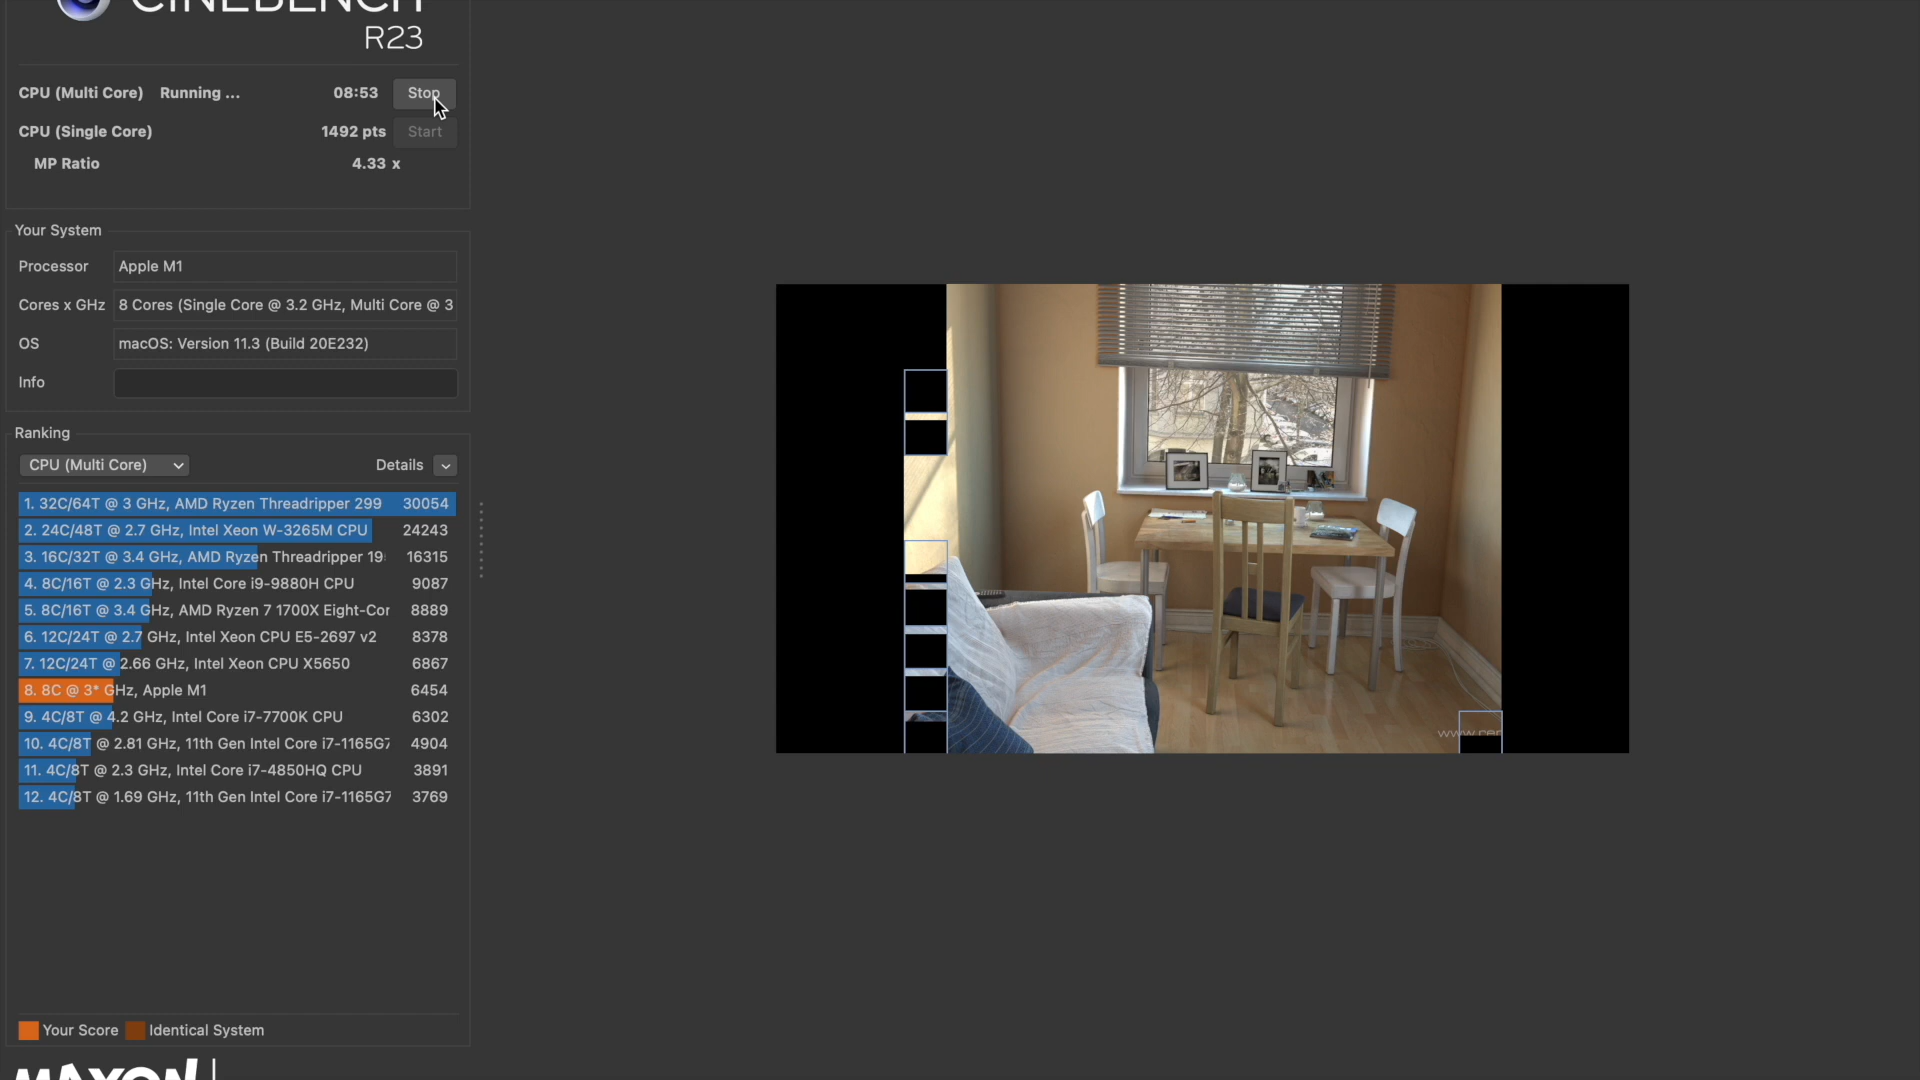 CINEBENCH
R23
CPU (Multi Core) Running ... 08:53 Stop
CPU (Single Core) 1492 pts Start
MP Ratio 4.33 x
Your System
Processor Apple M1
Cores x GHz 8 Cores (Single Core @ 3.2 GHz, Multi Core @ 3
OS macOS: Version 11.3 (Build 20E232)
Info
Ranking
CPU (Multi Core) Details
1. 32C/64T @ 3 GHz, AMD Ryzen Threadripper 299 30054
2. 24C/48T @ 2.7 GHz, Intel Xeon W-3265M CPU 24243
3. 16C/32T @ 3.4 GHz, AMD Ryzen Threadripper 19 16315
4. 8C/16T @ 2.3 GHz, Intel Core i9-9880H CPU 9087
5. 8C/16T @ 3.4 GHz, AMD Ryzen 7 1700X Eight-Cor 8889
6. 12C/24T @ 2.7 GHz, Intel Xeon CPU E5-2697 v2 8378
7. 12C/24T @ 2.66 GHz, Intel Xeon CPU X5650 6867
8. 8C @ 3* GHz, Apple M1 6454
9. 4C/8T @ 4.2 GHz, Intel Core i7-7700K CPU 6302
10. 4C/8T @ 2.81 GHz, 11th Gen Intel Core i7-1165G7 4904
11. 4C/8T @ 2.3 GHz, Intel Core i7-4850HQ CPU 3891
12. 4C/8T @ 1.69 GHz, 11th Gen Intel Core i7-1165G7 3769
Your Score Identical System
MAXON